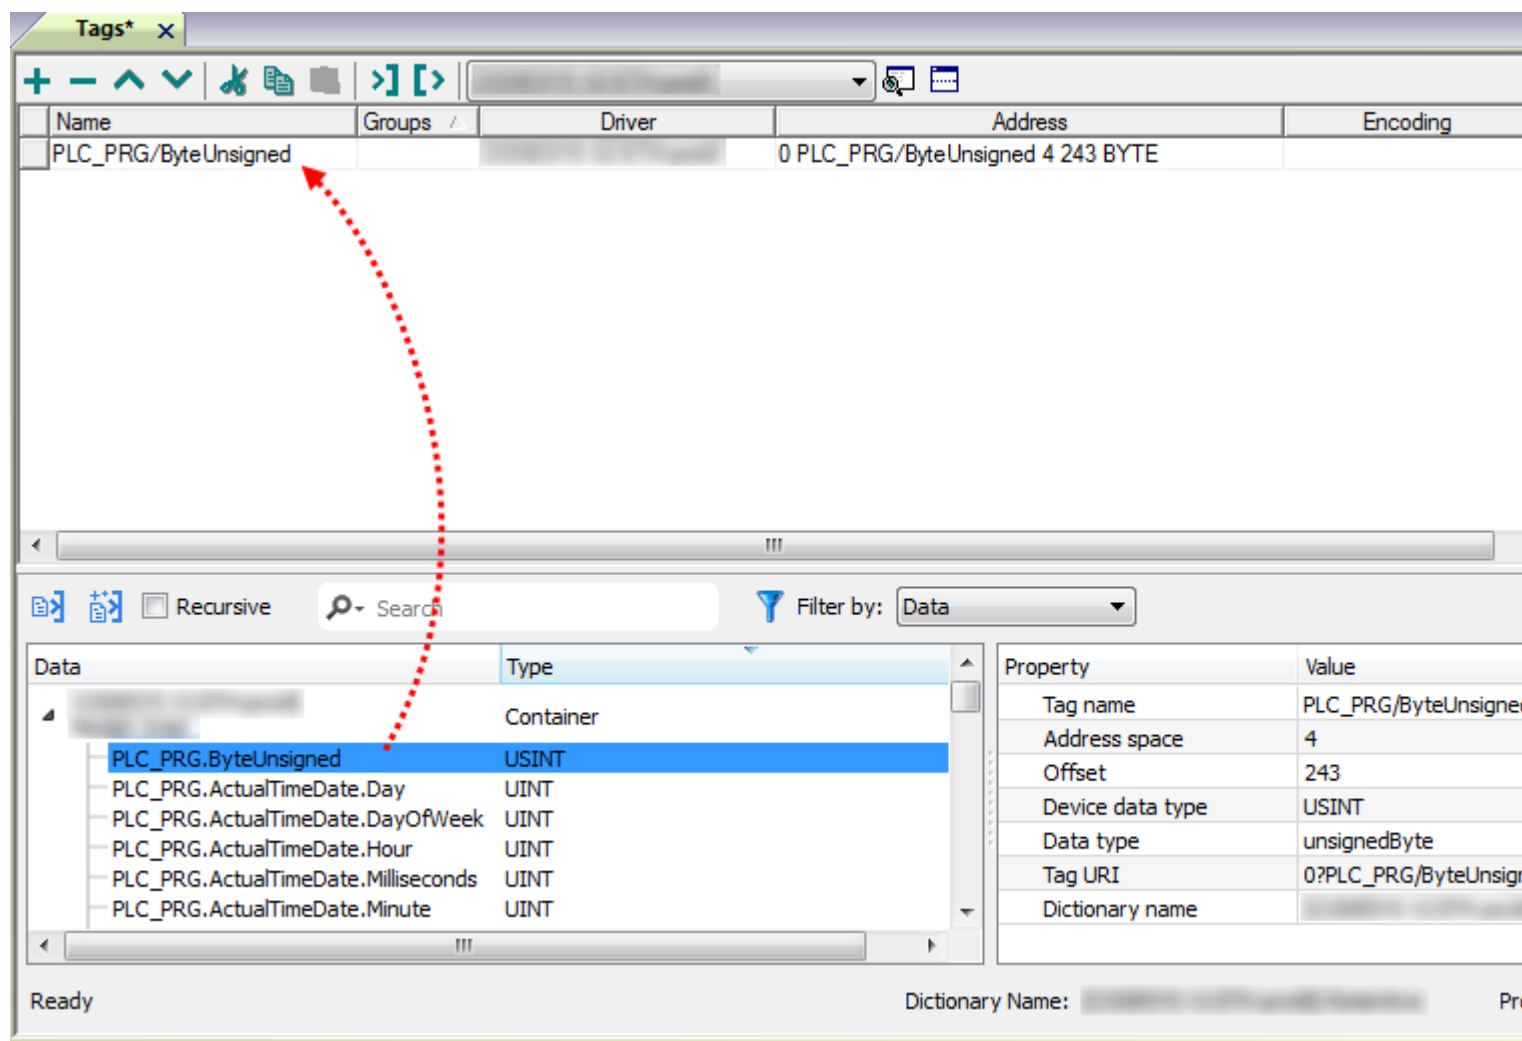 Tags*
Name Groups Driver Address Encoding
PLC_PRG/ByteUnsigned 0 PLC_PRG/ByteUnsigned 4 243 BYTE
Recursive Search Filter by: Data
Data Type
Container
PLC_PRG.ByteUnsigned USINT
PLC_PRG.ActualTimeDate.Day UINT
PLC_PRG.ActualTimeDate.DayOfWeek UINT
PLC_PRG.ActualTimeDate.Hour UINT
PLC_PRG.ActualTimeDate.Milliseconds UINT
PLC_PRG.ActualTimeDate.Minute UINT
Property Value
Tag name PLC_PRG/ByteUnsigne
Address space 4
Offset 243
Device data type USINT
Data type unsignedByte
Tag URI 0?PLC_PRG/ByteUnsig
Dictionary name
Ready Dictionary Name: Pr